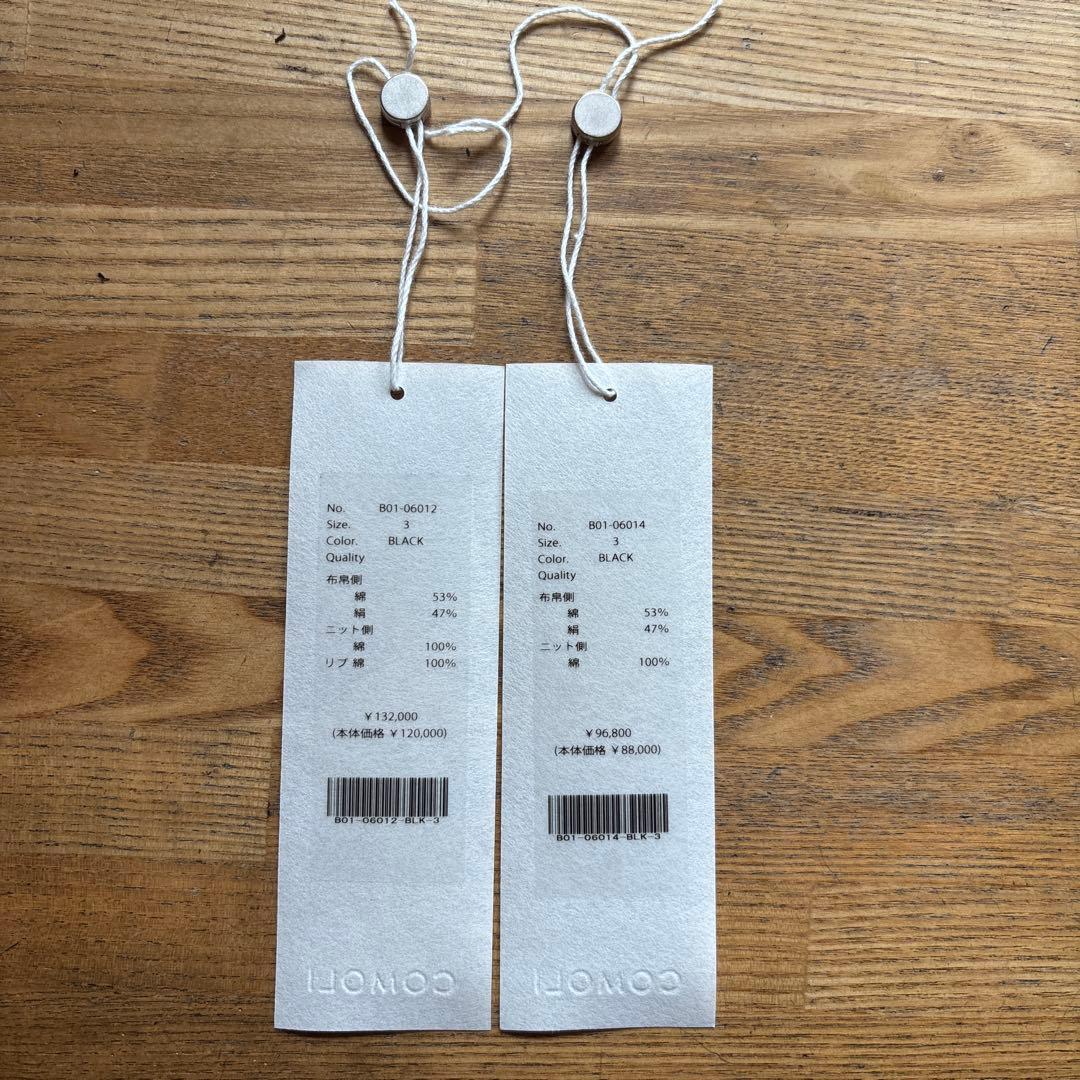 No. B01-06012
Size. 3
Color. BLACK
Quality
布帛側
綿 53%
絹 47%
ニット側
綿 100%
リブ 綿 100%
¥132,000
(本体価格 ¥120,000)
B01-06012-BLK-3
No. B01-06014
Size. 3
Color. BLACK
Quality
布帛側
綿 53%
絹 47%
ニット側
綿 100%
¥96,800
(本体価格 ¥88,000)
B01-06014-BLK-3